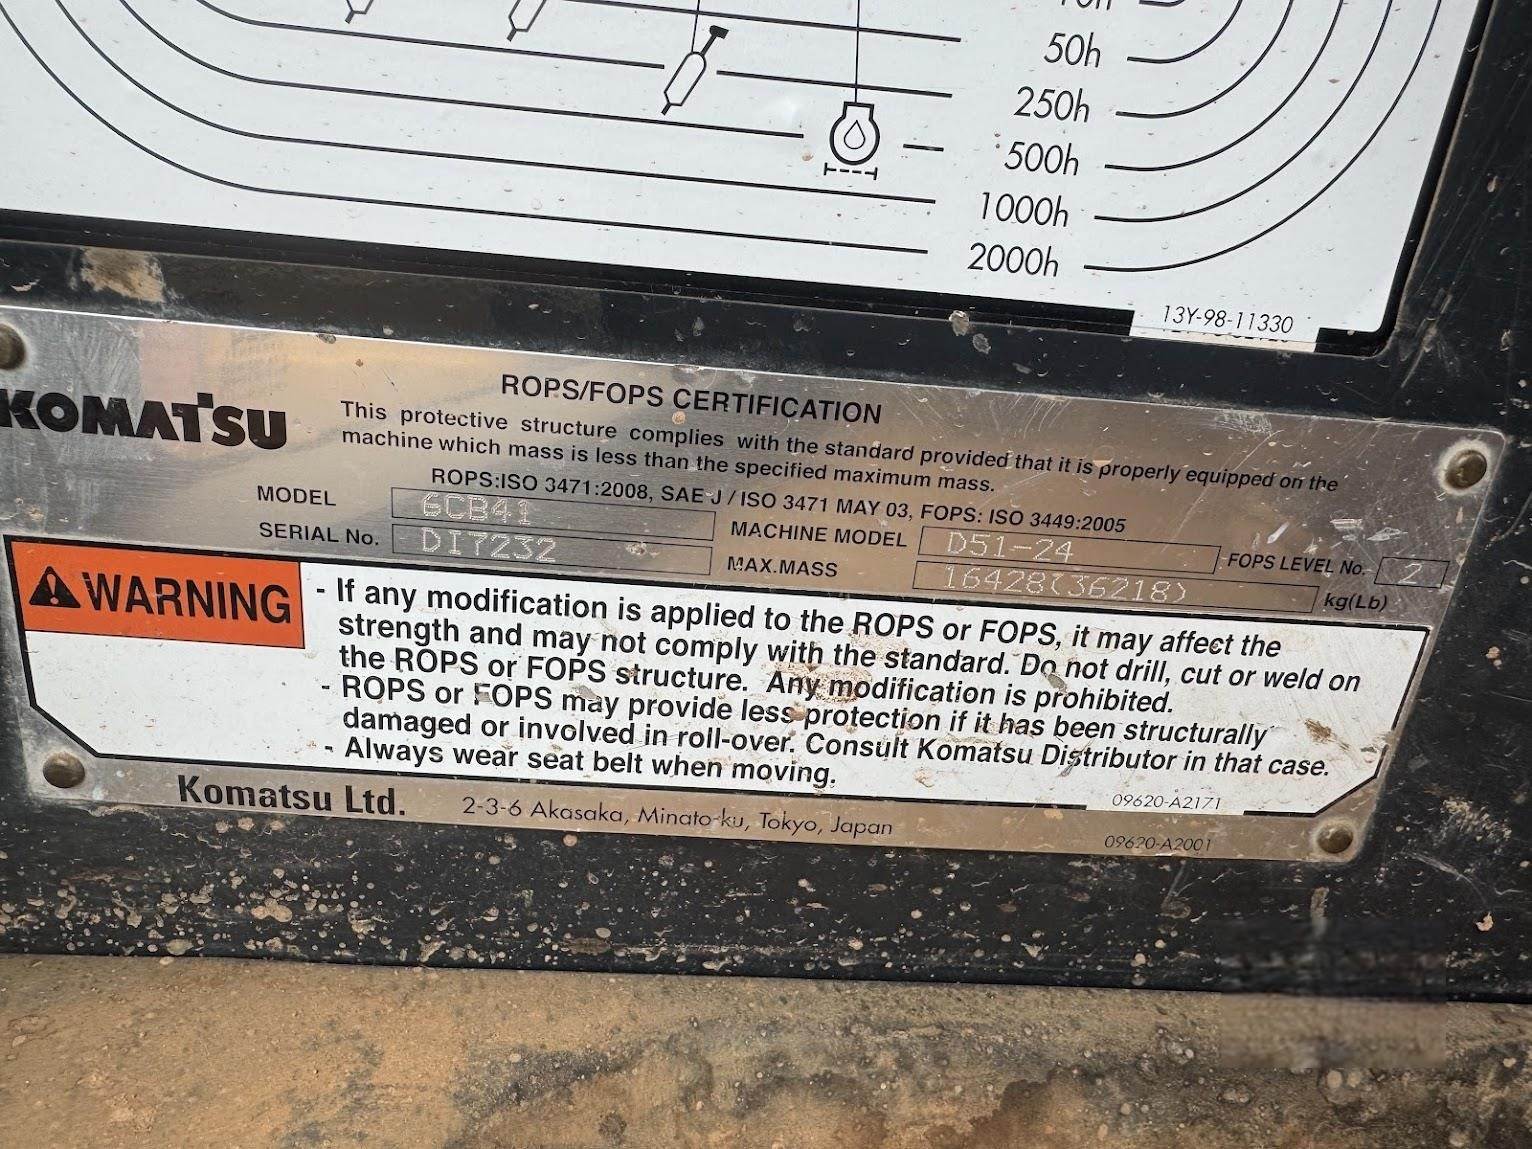 50h
250h
500h
1000h
2000h
13Y-98-11330
KOMATSU
ROPS/FOPS CERTIFICATION
This protective structure complies with the standard provided that it is properly equipped on the
machine which mass is less than the specified maximum mass.
ROPS:ISO 3471:2008, SAE J / ISO 3471 MAY 03, FOPS: ISO 3449:2005
MODEL 6CB41 MACHINE MODEL D51-24 FOPS LEVEL No. 2
SERIAL No. DI7232 MAX.MASS 16428(36218) kg(Lb)
WARNING
- If any modification is applied to the ROPS or FOPS, it may affect the
strength and may not comply with the standard. Do not drill, cut or weld on
the ROPS or FOPS structure. Any modification is prohibited.
- ROPS or FOPS may provide less protection if it has been structurally
damaged or involved in roll-over. Consult Komatsu Distributor in that case.
- Always wear seat belt when moving.
09620-A2171
Komatsu Ltd. 2-3-6 Akasaka, Minato-ku, Tokyo, Japan
09620-A2001